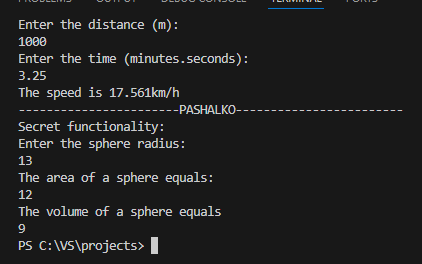 PROBLEMS OUTPUT DEBUG CONSOLE TERMINAL PORTS
Enter the distance (m):
1000
Enter the time (minutes.seconds):
3.25
The speed is 17.561km/h
-----------------------PASHALKO------------------------
Secret functionality:
Enter the sphere radius:
13
The area of a sphere equals:
12
The volume of a sphere equals
9
PS C:\VS\projects>